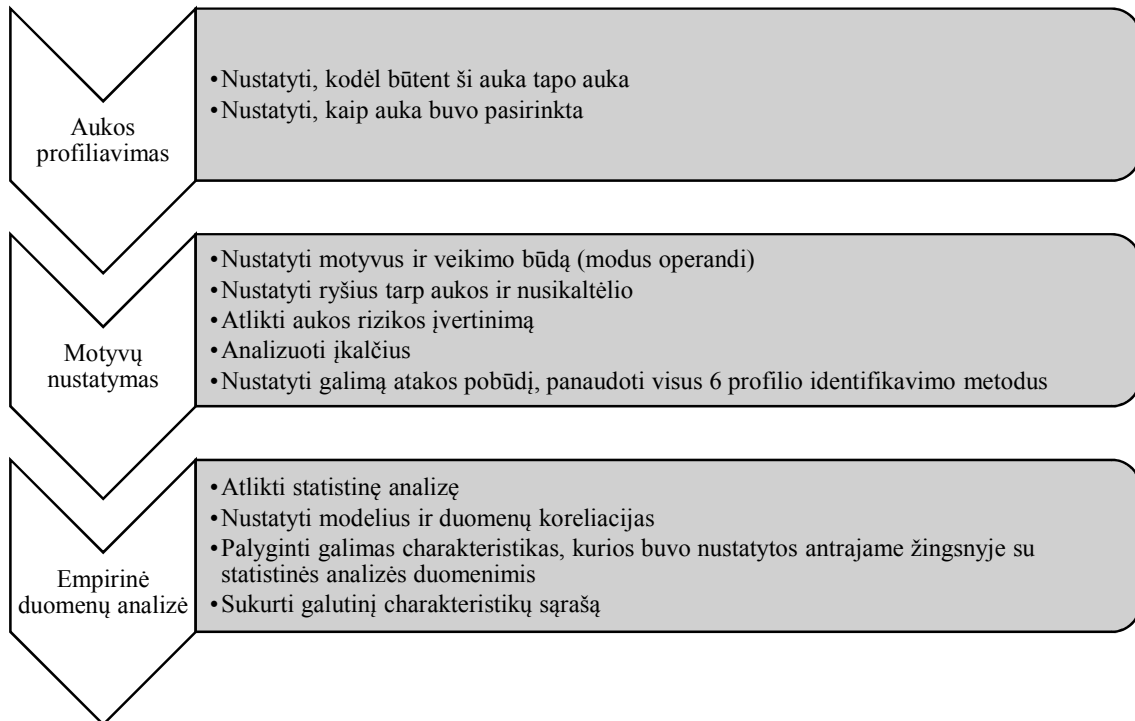 Aukos
profiliavimas
•Nustatyti, kodėl būtent ši auka tapo auka
•Nustatyti, kaip auka buvo pasirinkta
Motyvų
nustatymas
•Nustatyti motyvus ir veikimo būdą (modus operandi)
•Nustatyti ryšius tarp aukos ir nusikaltėlio
•Atlikti aukos rizikos įvertinimą
•Analizuoti įkalčius
•Nustatyti galimą atakos pobūdį, panaudoti visus 6 profilio identifikavimo metodus
Empirinė
duomenų analizė
•Atlikti statistinę analizę
•Nustatyti modelius ir duomenų koreliacijas
•Palyginti galimas charakteristikas, kurios buvo nustatytos antrajame žingsnyje su
statistinės analizės duomenimis
•Sukurti galutinį charakteristikų sąrašą